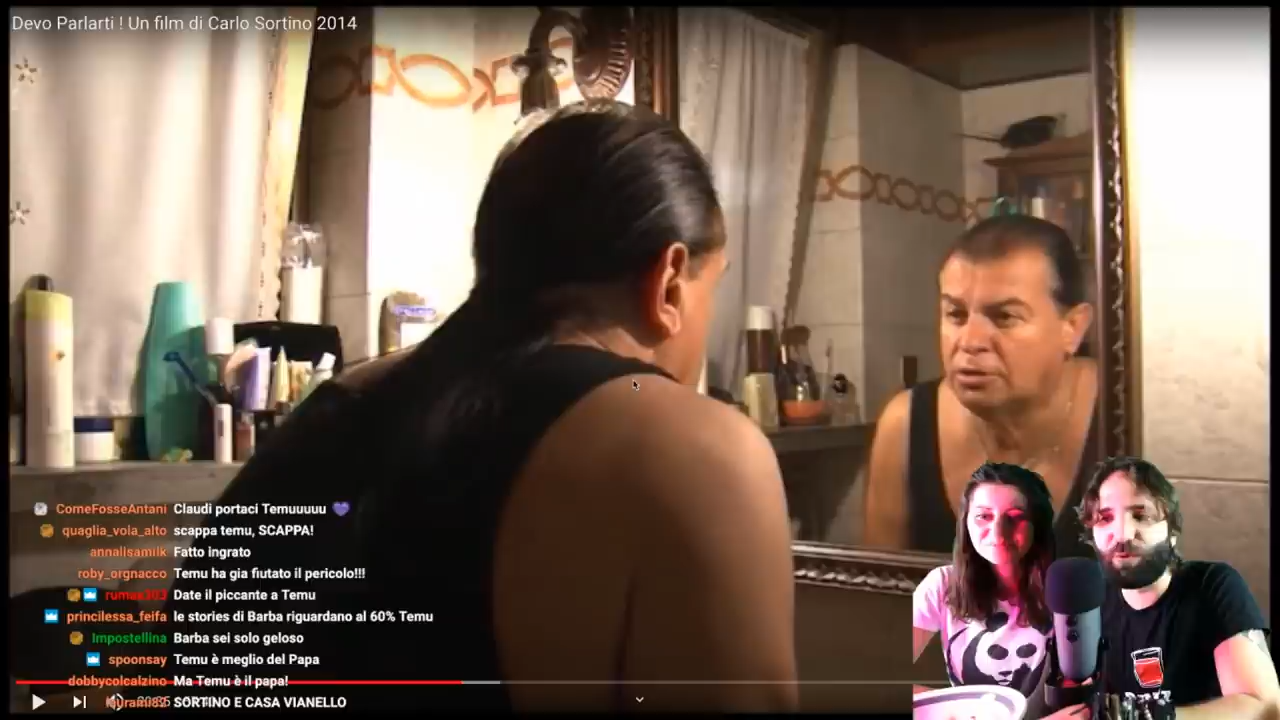 Devo Parlarti ! Un film di Carlo Sortino 2014
ComeFosseAntani Claudi portaci Temuuuuu
quaglia_vola_alto scappa temu, SCAPPA!
annalisamilk Fatto ingrato
roby_orgnacco Temu ha gia fiutato il pericolo!!!
Date il piccante a Temu
princilessa_feifa le stories di Barba riguardano al 60% Temu
Impostellina Barba sei solo geloso
spoonsay Temu è meglio del Papa
dobbycolcalzino Ma Temu è il papa!
SORTINO E CASA VIANELLO